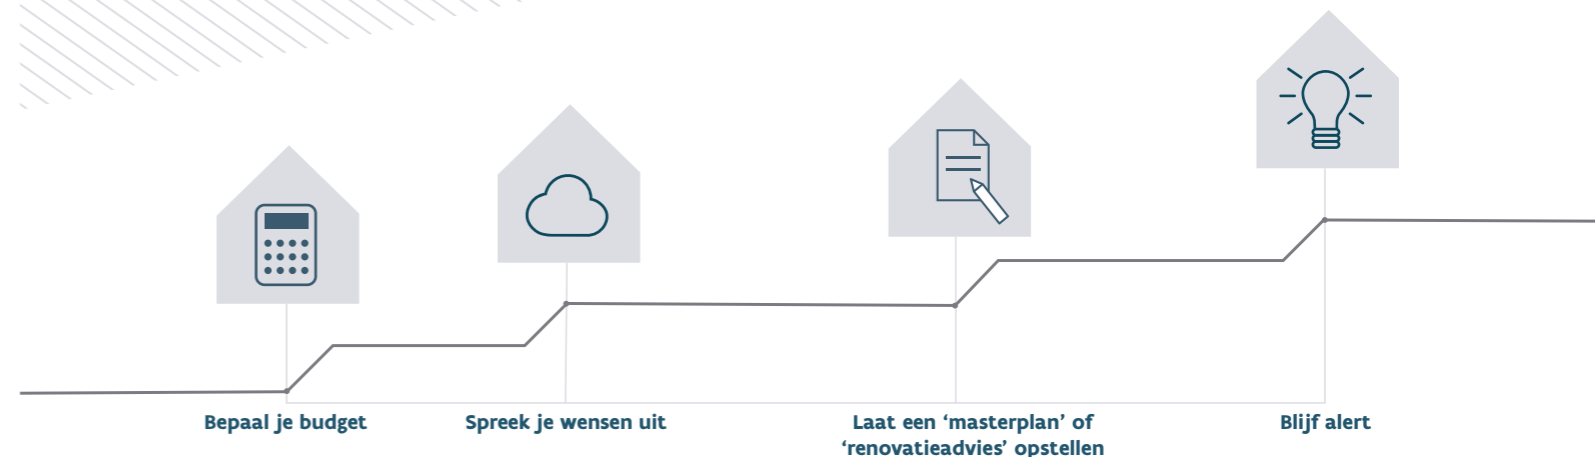 Bepaal je budget
Spreek je wensen uit
Laat een ‘masterplan’ of
‘renovatieadvies’ opstellen
Blijf alert